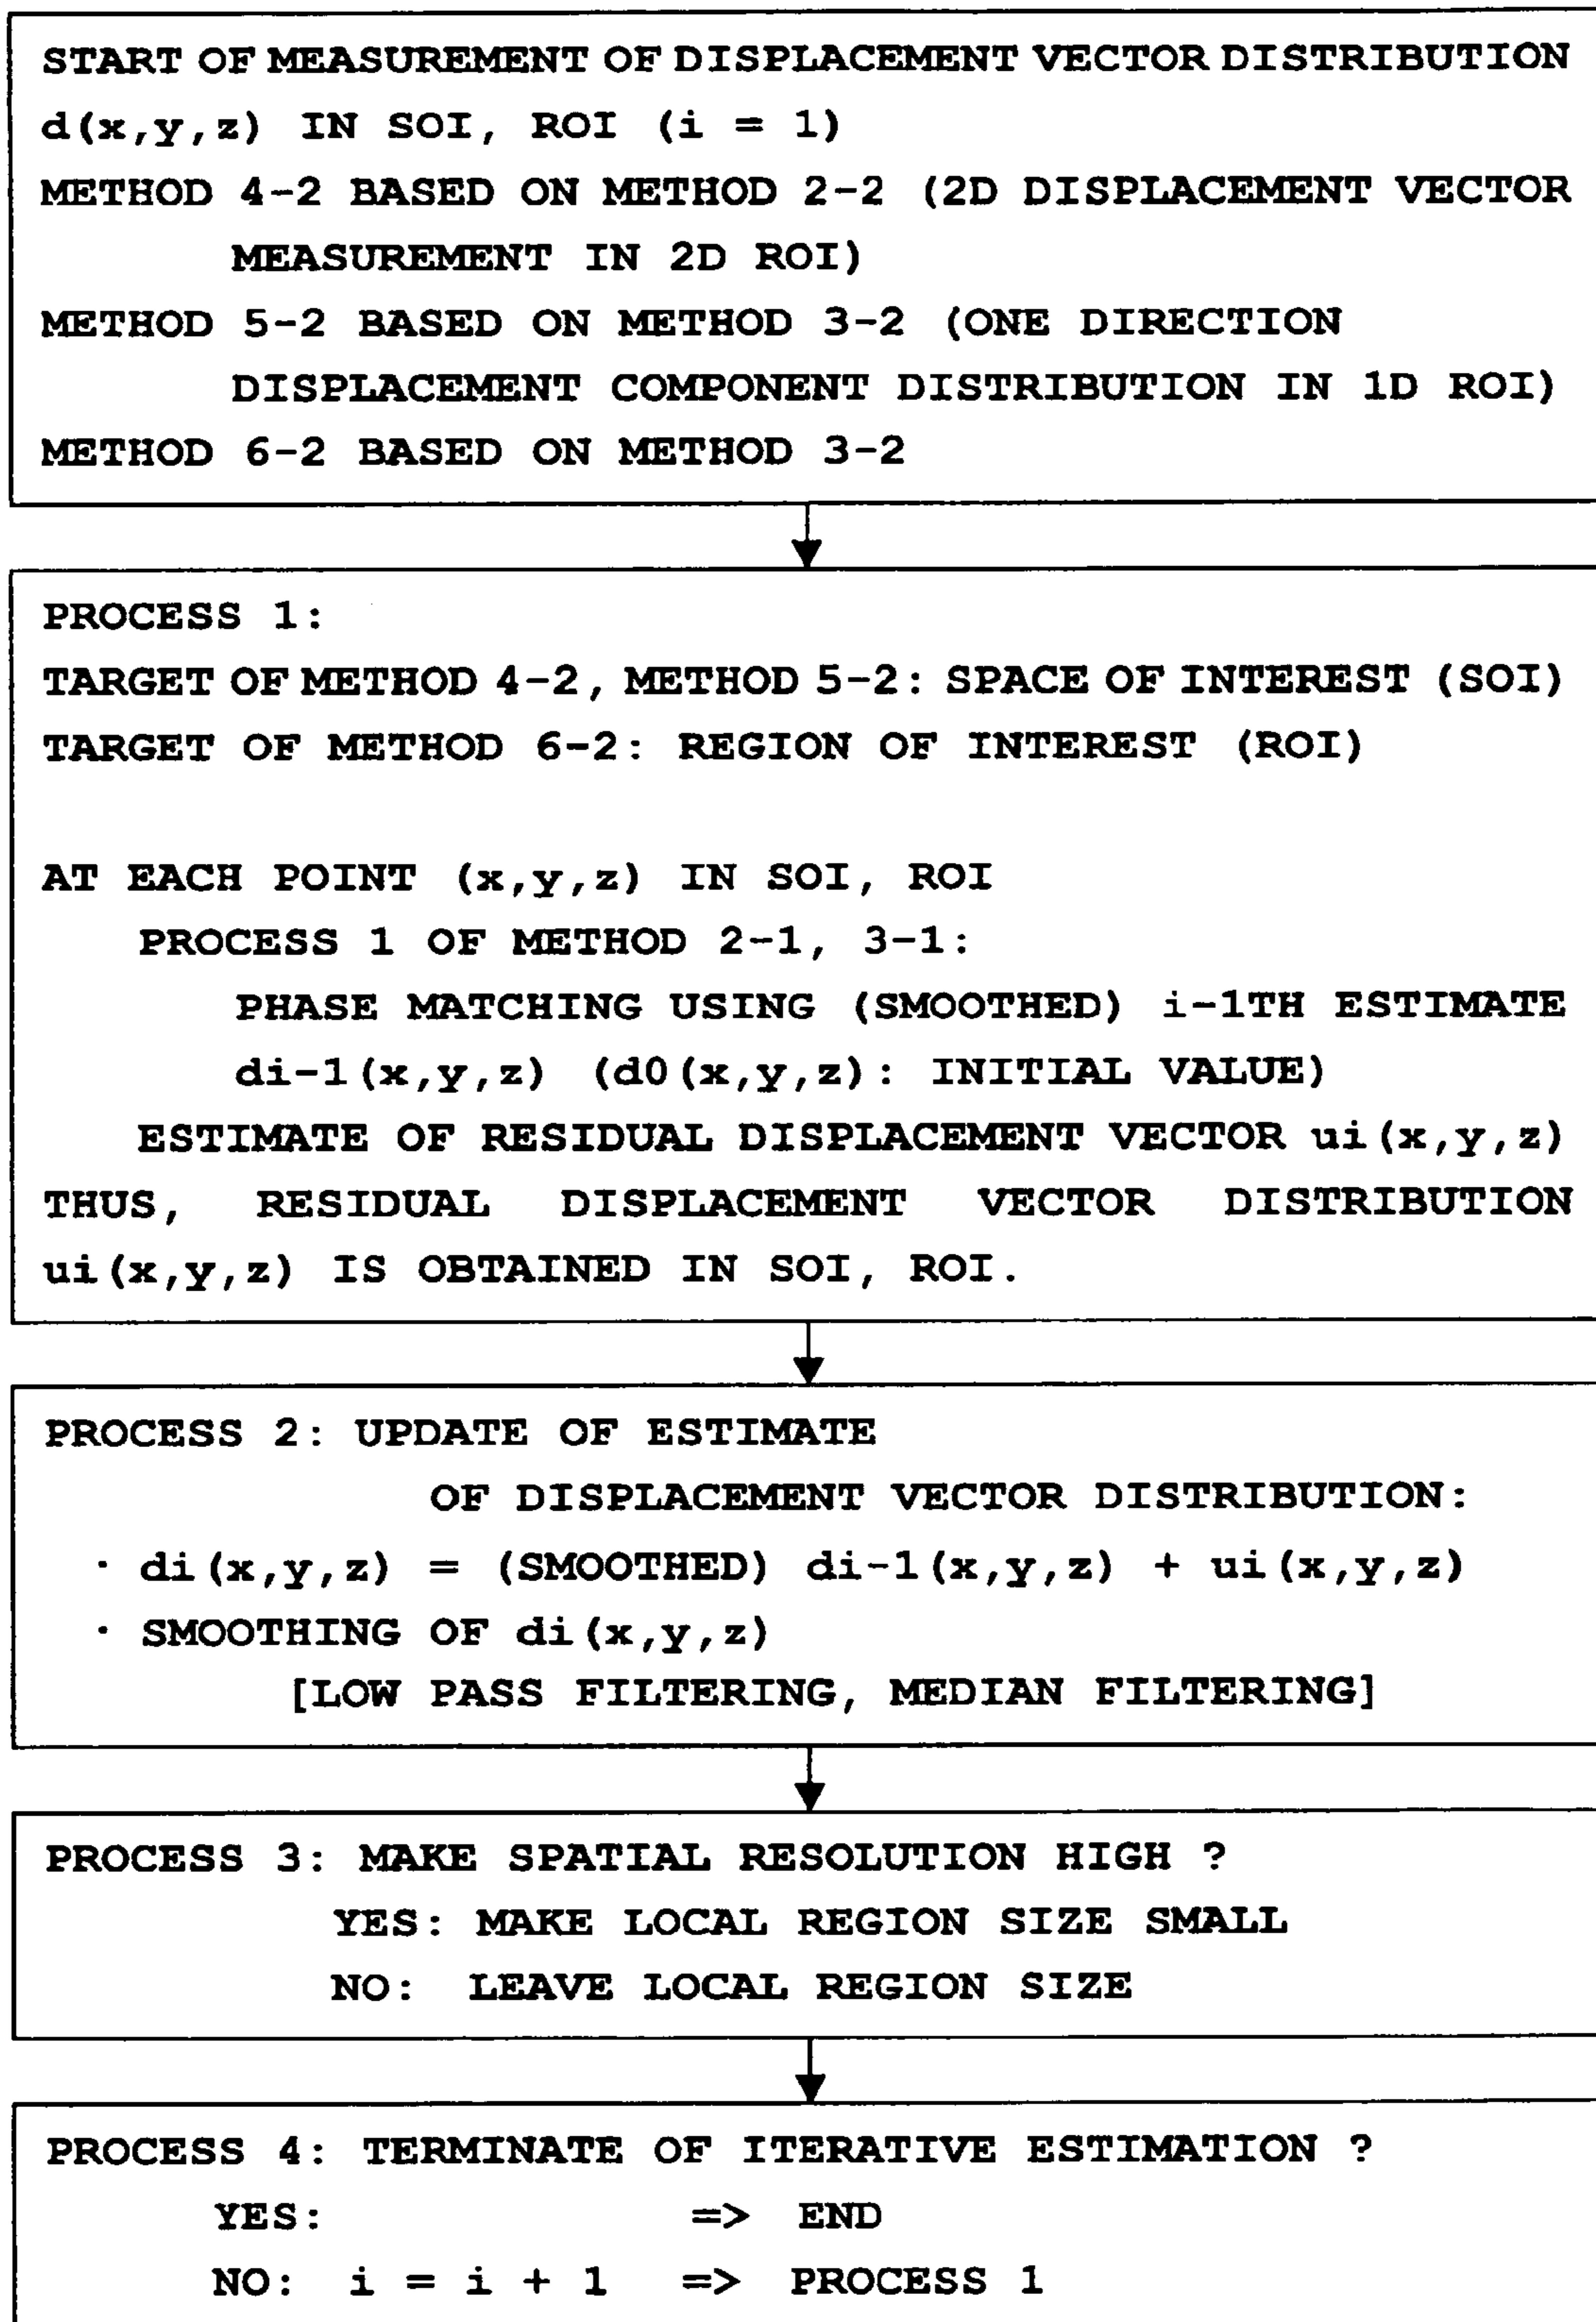 START OF MEASUREMENT OF DISPLACEMENT VECTOR DISTRIBUTION
d(x,y,z) IN SOI, ROI (i = 1)
METHOD 4-2 BASED ON METHOD 2-2 (2D DISPLACEMENT VECTOR
MEASUREMENT IN 2D ROI)
METHOD 5-2 BASED ON METHOD 3-2 (ONE DIRECTION
DISPLACEMENT COMPONENT DISTRIBUTION IN 1D ROI)
METHOD 6-2 BASED ON METHOD 3-2
PROCESS 1:
TARGET OF METHOD 4-2, METHOD 5-2: SPACE OF INTEREST (SOI)
TARGET OF METHOD 6-2: REGION OF INTEREST (ROI)
AT EACH POINT (x,y,z) IN SOI, ROI
PROCESS 1 OF METHOD 2-1, 3-1:
PHASE MATCHING USING (SMOOTHED) i-1TH ESTIMATE
di-1(x,y,z) (d0(x,y,z): INITIAL VALUE)
ESTIMATE OF RESIDUAL DISPLACEMENT VECTOR ui(x,y,z)
THUS, RESIDUAL DISPLACEMENT VECTOR DISTRIBUTION
ui(x,y,z) IS OBTAINED IN SOI, ROI.
PROCESS 2: UPDATE OF ESTIMATE
OF DISPLACEMENT VECTOR DISTRIBUTION:
· di(x,y,z) = (SMOOTHED) di-1(x,y,z) + ui(x,y,z)
· SMOOTHING OF di(x,y,z)
[LOW PASS FILTERING, MEDIAN FILTERING]
PROCESS 3: MAKE SPATIAL RESOLUTION HIGH ?
YES: MAKE LOCAL REGION SIZE SMALL
NO: LEAVE LOCAL REGION SIZE
PROCESS 4: TERMINATE OF ITERATIVE ESTIMATION ?
YES: => END
NO: i = i + 1 => PROCESS 1